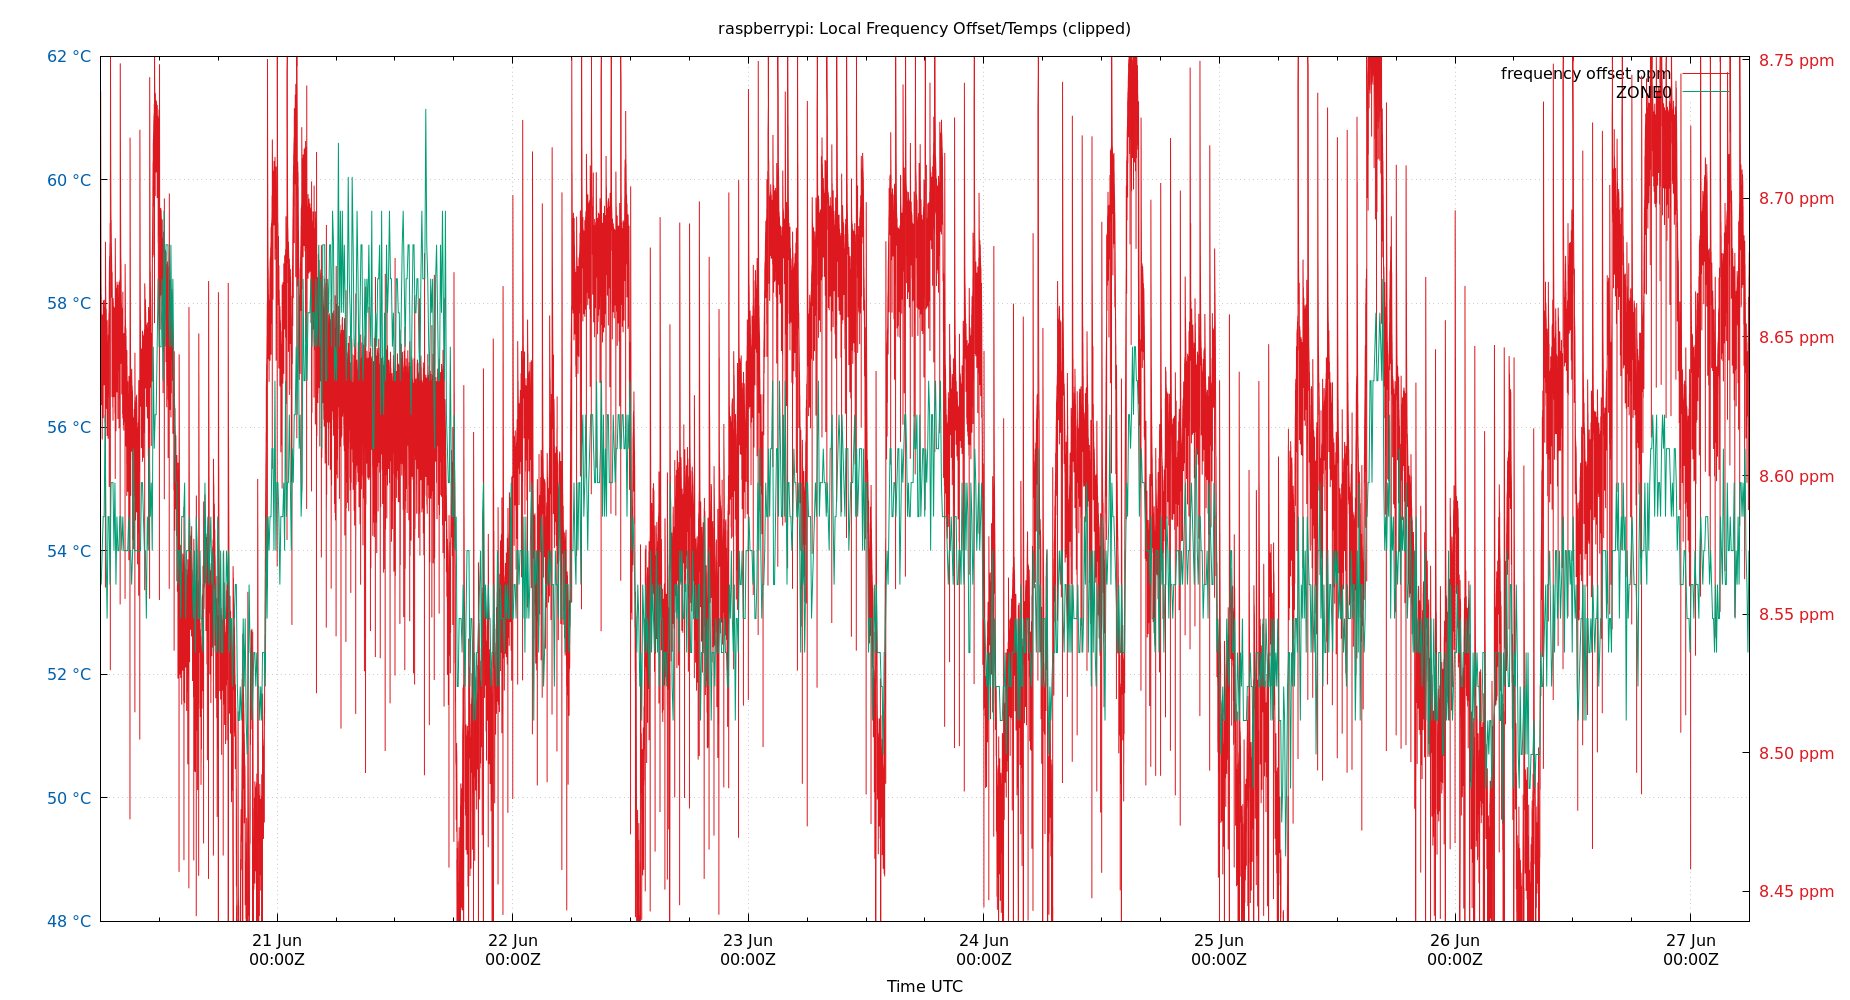 raspberrypi: Local Frequency Offset/Temps (clipped)
62 °C
60 °C
58 °C
56 °C
54 °C
52 °C
50 °C
48 °C
8.75 ppm
8.70 ppm
8.65 ppm
8.60 ppm
8.55 ppm
8.50 ppm
8.45 ppm
frequency offset ppm
ZONE0
21 Jun 22 Jun 23 Jun 24 Jun 25 Jun 26 Jun 27 Jun
00:00Z 00:00Z 00:00Z 00:00Z 00:00Z 00:00Z 00:00Z
Time UTC